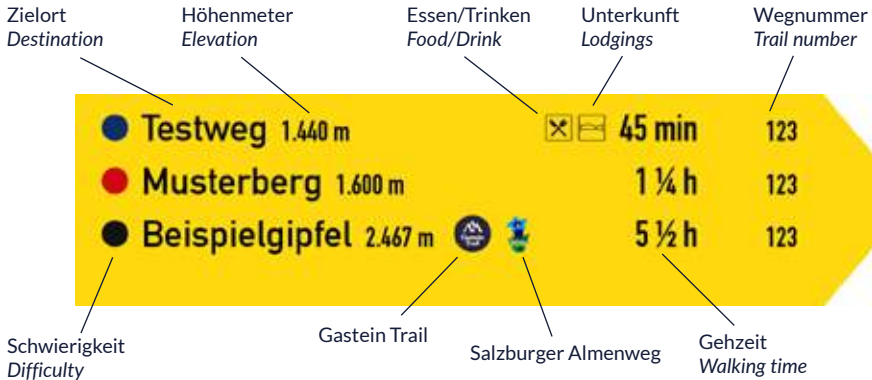 Zielort
Destination
Höhenmeter
Elevation
Essen/Trinken
Food/Drink
Unterkunft
Lodgings
Wegnummer
Trail number
Testweg 1.440 m 45 min 123
Musterberg 1.600 m 1 ¼ h 123
Beispielgipfel 2.467 m 5 ½ h 123
Schwierigkeit
Difficulty
Gastein Trail
Salzburger Almenweg
Gehzeit
Walking time